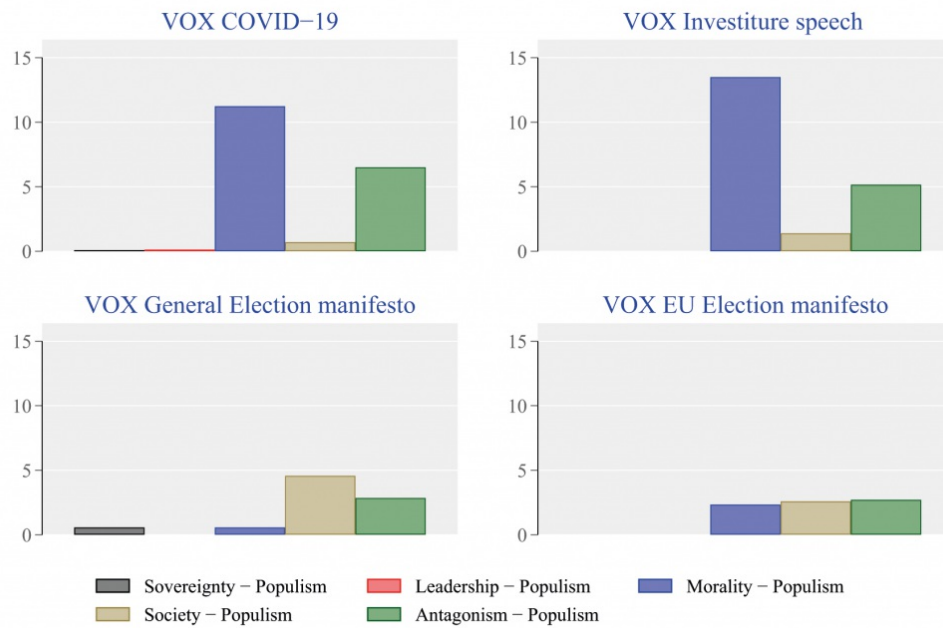 VOX COVID−19
VOX Investiture speech
15
10
5
0
15
10
5
0
VOX General Election manifesto
VOX EU Election manifesto
15
10
5
0
15
10
5
0
Sovereignty − Populism
Leadership − Populism
Morality − Populism
Society − Populism
Antagonism − Populism